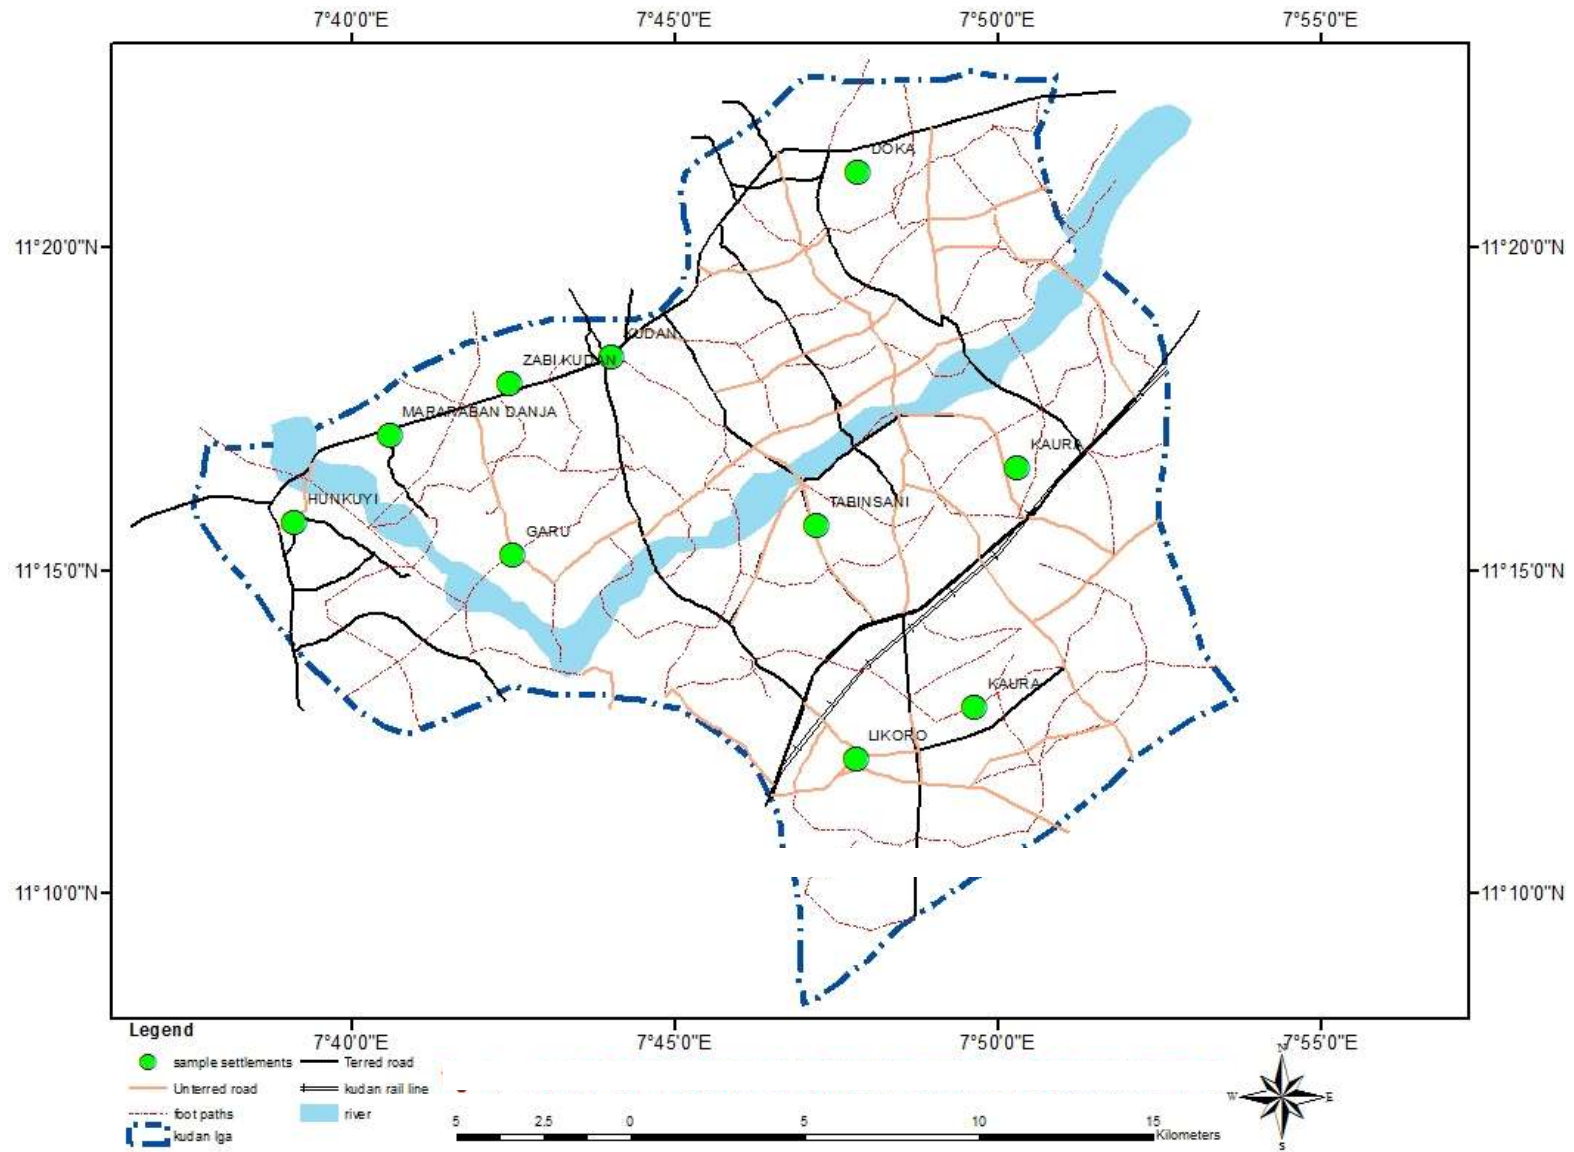 7°40'0"E 7°45'0"E 7°50'0"E 7°55'0"E
DOKA
11°20'0"N 11°20'0"N
KUDAN
ZABI KUDAN
MARARABAN DANJA
KAURA
HUNKUYI
TABINSANI
GARU
11°15'0"N 11°15'0"N
KAURA
LIKORO
11°10'0"N 11°10'0"N
Legend
7°40'0"E 7°45'0"E 7°50'0"E 7°55'0"E
sample settlements Terred road
Unterred road kudan rail line
foot paths river
kudan lga
5 2.5 0 5 10 15
Kilometers
N
W E
S